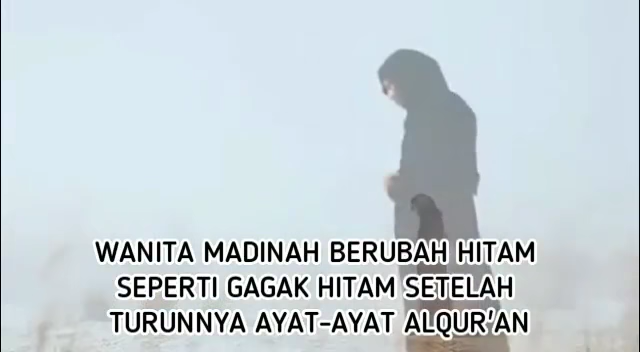 WANITA MADINAH BERUBAH HITAM
SEPERTI GAGAK HITAM SETELAH
TURUNNYA AYAT-AYAT ALQUR'AN